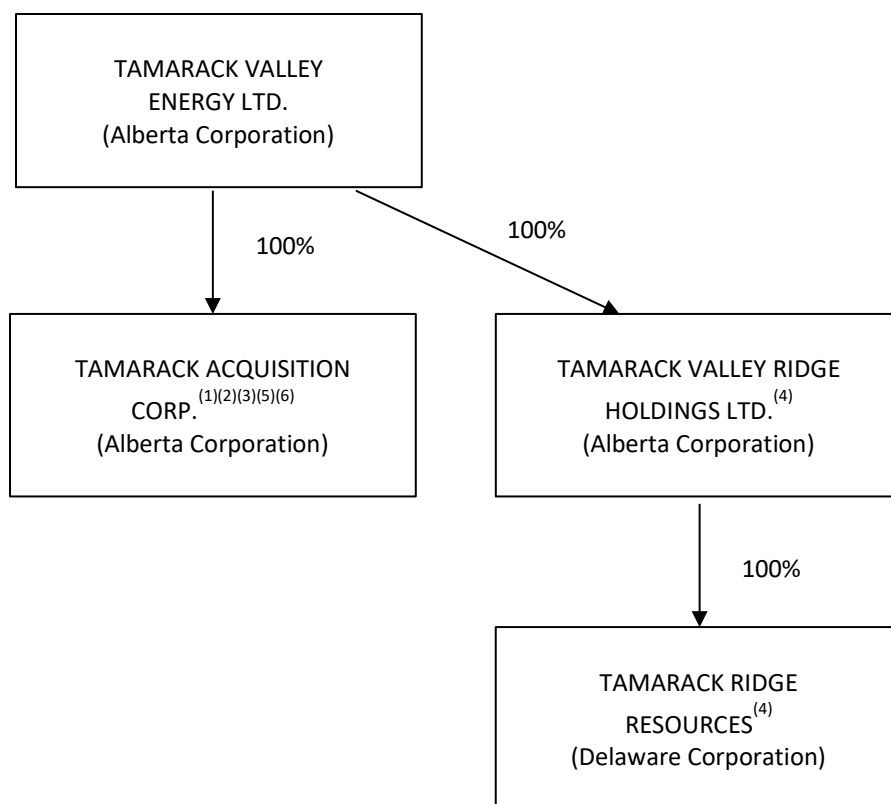 TAMARACK VALLEY
ENERGY LTD.
(Alberta Corporation)
100%
100%
TAMARACK ACQUISITION
CORP.(1)(2)(3)(5)(6)
(Alberta Corporation)
TAMARACK VALLEY RIDGE
HOLDINGS LTD.(4)
(Alberta Corporation)
100%
TAMARACK RIDGE
RESOURCES(4)
(Delaware Corporation)